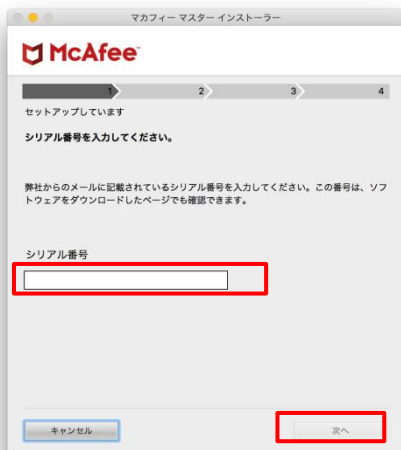 マカフィー マスター インストーラー
McAfee™
1 2 3 4
セットアップしています
シリアル番号を入力してください。
弊社からのメールに記載されているシリアル番号を入力してください。この番号は、ソフ
トウェアをダウンロードしたページでも確認できます。
シリアル番号
キャンセル 次へ